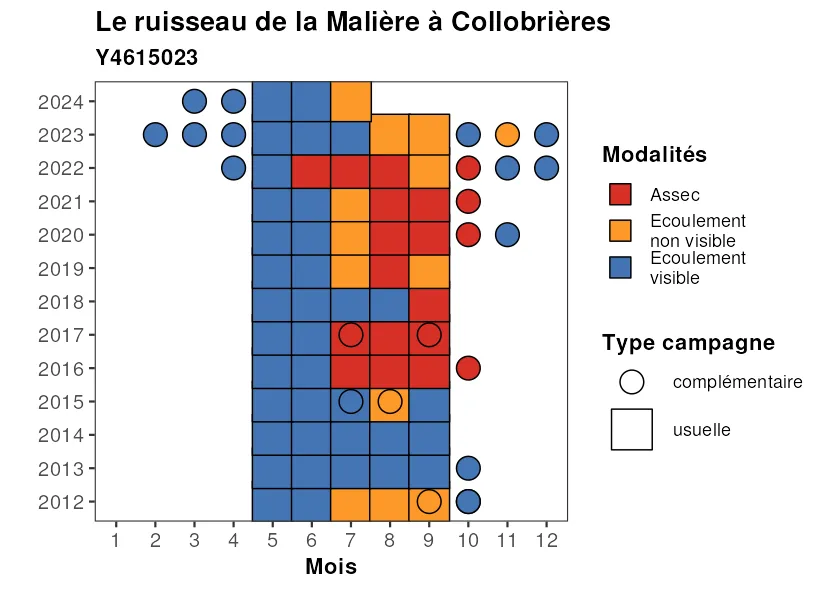 Le ruisseau de la Malière à Collobrières
Y4615023
2024
2023
2022
2021
2020
2019
2018
2017
2016
2015
2014
2013
2012
1 2 3 4 5 6 7 8 9 10 11 12
Mois
Modalités
Assec
Ecoulement
non visible
Ecoulement
visible
Type campagne
complémentaire
usuelle